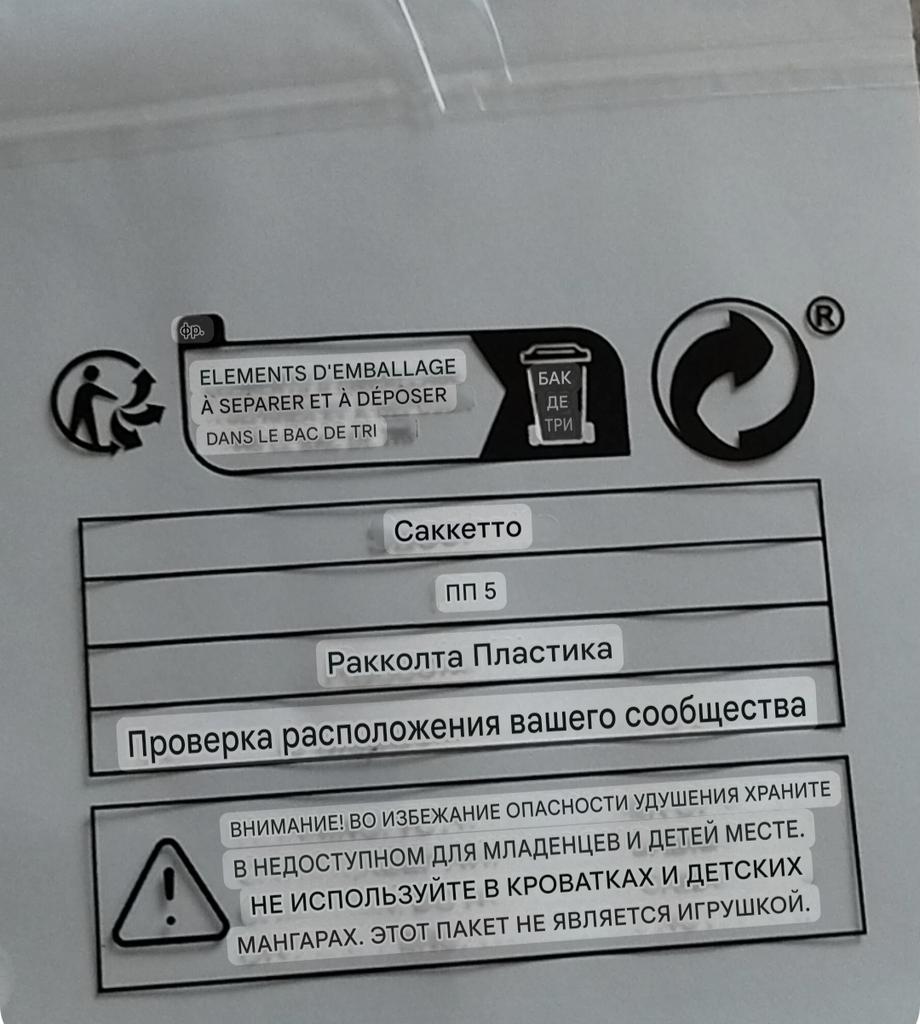 фр.
ELEMENTS D'EMBALLAGE
À SEPARER ET À DÉPOSER
DANS LE BAC DE TRI
БАК
ДЕ
ТРИ
®
Саккетто
ПП 5
Ракколта Пластика
Проверка расположения вашего сообщества
ВНИМАНИЕ! ВО ИЗБЕЖАНИЕ ОПАСНОСТИ УДУШЕНИЯ ХРАНИТЕ
В НЕДОСТУПНОМ ДЛЯ МЛАДЕНЦЕВ И ДЕТЕЙ МЕСТЕ.
НЕ ИСПОЛЬЗУЙТЕ В КРОВАТКАХ И ДЕТСКИХ
МАНГАРАХ. ЭТОТ ПАКЕТ НЕ ЯВЛЯЕТСЯ ИГРУШКОЙ.